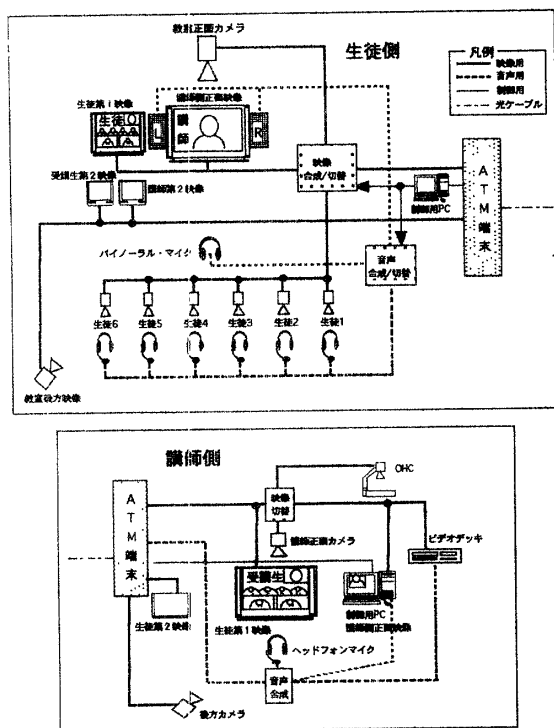 教室正面カメラ
生徒側
凡例
映像用
音声用
制御用
光ケーブル
生徒第1映像
講師側正面映像
生徒
L
講師
R
受講生第2映像
講師第2映像
映像
合成/切替
制御用PC
ATM端末
バイノーラル・マイク
音声
合成/切替
生徒6
生徒5
生徒4
生徒3
生徒2
生徒1
教室後方映像
講師側
ATM端末
映像
切替
OHC
講師正面カメラ
ビデオデッキ
受講生
制御用PC
講師側正面映像
生徒第2映像
生徒第1映像
ヘッドフォンマイク
音声
合成
後方カメラ